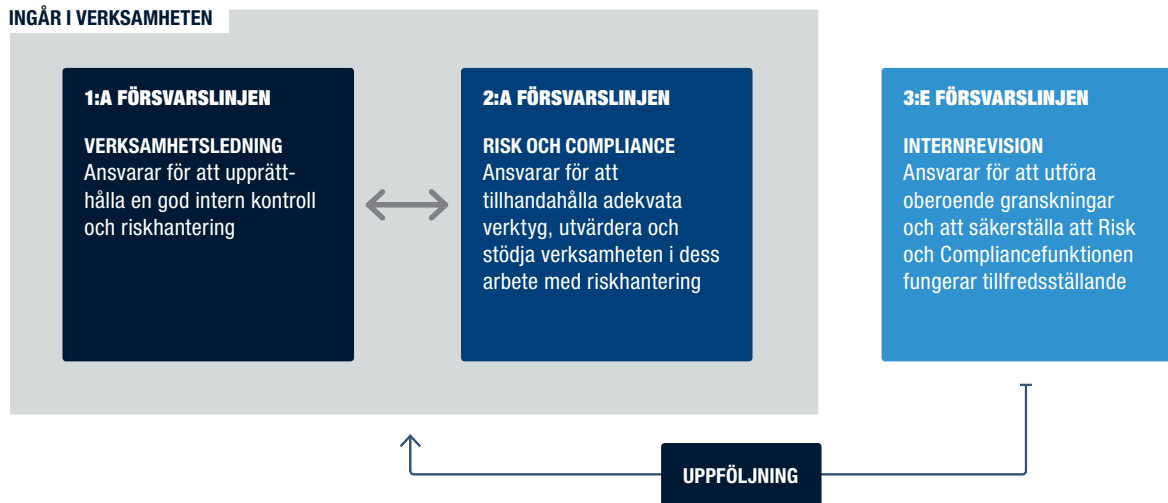 INGÅR I VERKSAMHETEN
1:A FÖRSVARSLINJEN
VERKSAMHETSLEDNING
Ansvarar för att upprätt-
hålla en god intern kontroll
och riskhantering
2:A FÖRSVARSLINJEN
RISK OCH COMPLIANCE
Ansvarar för att
tillhandahålla adekvata
verktyg, utvärdera och
stödja verksamheten i dess
arbete med riskhantering
3:E FÖRSVARSLINJEN
INTERNREVISION
Ansvarar för att utföra
oberoende granskningar
och att säkerställa att Risk
och Compliancefunktionen
fungerar tillfredsställande
UPPFÖLJNING